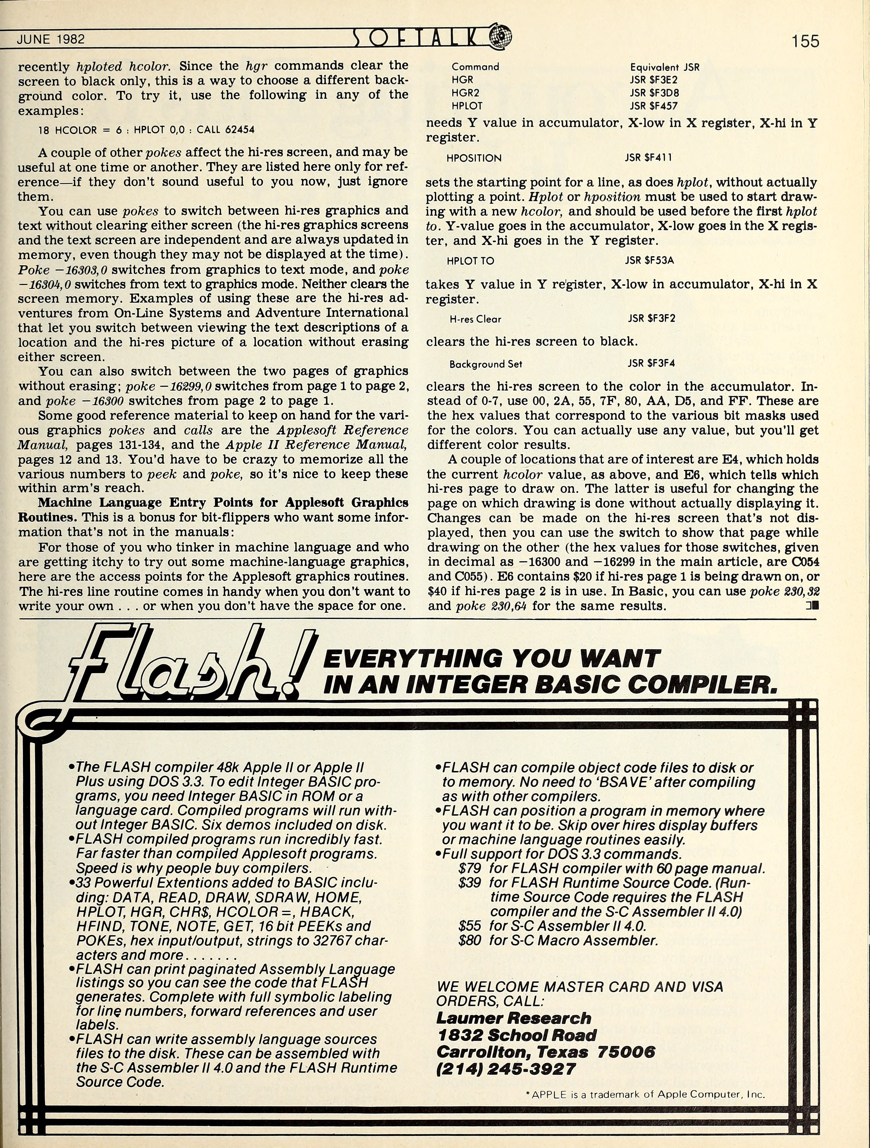 JUNE 1982
SOFTALK
155
recently hploted hcolor. Since the hgr commands clear the
screen to black only, this is a way to choose a different back-
ground color. To try it, use the following in any of the
examples:
18 HCOLOR = 6 : HPLOT 0,0 : CALL 62454
A couple of other pokes affect the hi-res screen, and may be
useful at one time or another. They are listed here only for ref-
erence—if they don't sound useful to you now, just ignore
them.
You can use pokes to switch between hi-res graphics and
text without clearing either screen (the hi-res graphics screens
and the text screen are independent and are always updated in
memory, even though they may not be displayed at the time).
Poke −16303,0 switches from graphics to text mode, and poke
−16304,0 switches from text to graphics mode. Neither clears the
screen memory. Examples of using these are the hi-res ad-
ventures from On-Line Systems and Adventure International
that let you switch between viewing the text descriptions of a
location and the hi-res picture of a location without erasing
either screen.
You can also switch between the two pages of graphics
without erasing; poke −16299,0 switches from page 1 to page 2,
and poke −16300 switches from page 2 to page 1.
Some good reference material to keep on hand for the vari-
ous graphics pokes and calls are the Applesoft Reference
Manual, pages 131-134, and the Apple II Reference Manual,
pages 12 and 13. You'd have to be crazy to memorize all the
various numbers to peek and poke, so it's nice to keep these
within arm's reach.
Machine Language Entry Points for Applesoft Graphics
Routines. This is a bonus for bit-flippers who want some infor-
mation that's not in the manuals:
For those of you who tinker in machine language and who
are getting itchy to try out some machine-language graphics,
here are the access points for the Applesoft graphics routines.
The hi-res line routine comes in handy when you don't want to
write your own . . . or when you don't have the space for one.
Command Equivalent JSR
HGR JSR $F3E2
HGR2 JSR $F3D8
HPLOT JSR $F457
needs Y value in accumulator, X-low in X register, X-hi in Y
register.
HPOSITION JSR $F411
sets the starting point for a line, as does hplot, without actually
plotting a point. Hplot or hposition must be used to start draw-
ing with a new hcolor, and should be used before the first hplot
to. Y-value goes in the accumulator, X-low goes in the X regis-
ter, and X-hi goes in the Y register.
HPLOT TO JSR $F53A
takes Y value in Y register, X-low in accumulator, X-hi in X
register.
H-res Clear JSR $F3F2
clears the hi-res screen to black.
Background Set JSR $F3F4
clears the hi-res screen to the color in the accumulator. In-
stead of 0-7, use 00, 2A, 55, 7F, 80, AA, D5, and FF. These are
the hex values that correspond to the various bit masks used
for the colors. You can actually use any value, but you'll get
different color results.
A couple of locations that are of interest are E4, which holds
the current hcolor value, as above, and E6, which tells which
hi-res page to draw on. The latter is useful for changing the
page on which drawing is done without actually displaying it.
Changes can be made on the hi-res screen that's not dis-
played, then you can use the switch to show that page while
drawing on the other (the hex values for those switches, given
in decimal as −16300 and −16299 in the main article, are C054
and C055). E6 contains $20 if hi-res page 1 is being drawn on, or
$40 if hi-res page 2 is in use. In Basic, you can use poke 230,32
and poke 230,64 for the same results.
Flash!
EVERYTHING YOU WANT
IN AN INTEGER BASIC COMPILER.
•The FLASH compiler 48k Apple II or Apple II
Plus using DOS 3.3. To edit Integer BASIC pro-
grams, you need Integer BASIC in ROM or a
language card. Compiled programs will run with-
out Integer BASIC. Six demos included on disk.
•FLASH compiled programs run incredibly fast.
Far faster than compiled Applesoft programs.
Speed is why people buy compilers.
•33 Powerful Extentions added to BASIC inclu-
ding: DATA, READ, DRAW, SDRAW, HOME,
HPLOT, HGR, CHR$, HCOLOR=, HBACK,
HFIND, TONE, NOTE, GET, 16 bit PEEKs and
POKEs, hex input/output, strings to 32767 char-
acters and more . . . . . . .
•FLASH can print paginated Assembly Language
listings so you can see the code that FLASH
generates. Complete with full symbolic labeling
for line numbers, forward references and user
labels.
•FLASH can write assembly language sources
files to the disk. These can be assembled with
the S-C Assembler II 4.0 and the FLASH Runtime
Source Code.
•FLASH can compile object code files to disk or
to memory. No need to 'BSAVE' after compiling
as with other compilers.
•FLASH can position a program in memory where
you want it to be. Skip over hires display buffers
or machine language routines easily.
•Full support for DOS 3.3 commands.
$79 for FLASH compiler with 60 page manual.
$39 for FLASH Runtime Source Code. (Run-
time Source Code requires the FLASH
compiler and the S-C Assembler II 4.0)
$55 for S-C Assembler II 4.0.
$80 for S-C Macro Assembler.
WE WELCOME MASTER CARD AND VISA
ORDERS, CALL:
Laumer Research
1832 School Road
Carrollton, Texas 75006
(214) 245-3927
*APPLE is a trademark of Apple Computer, Inc.